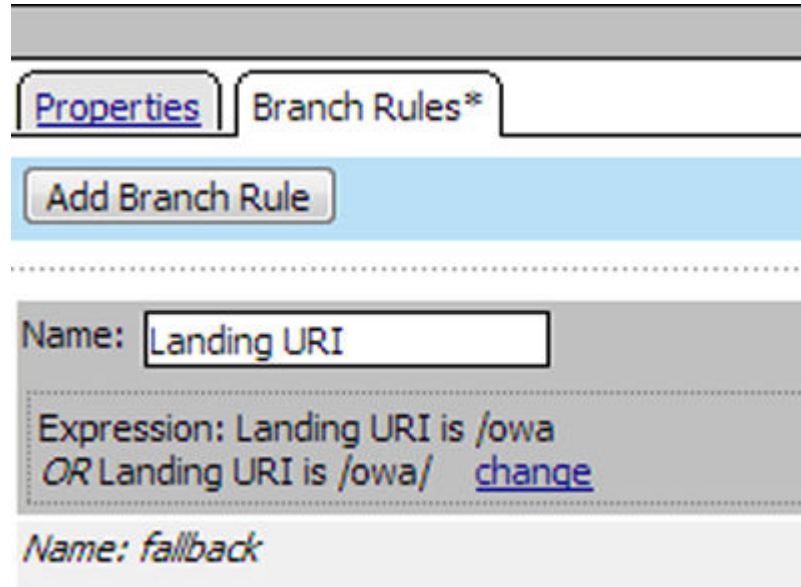 Properties Branch Rules*
Add Branch Rule
Name: Landing URI
Expression: Landing URI is /owa
OR Landing URI is /owa/ change
Name: fallback